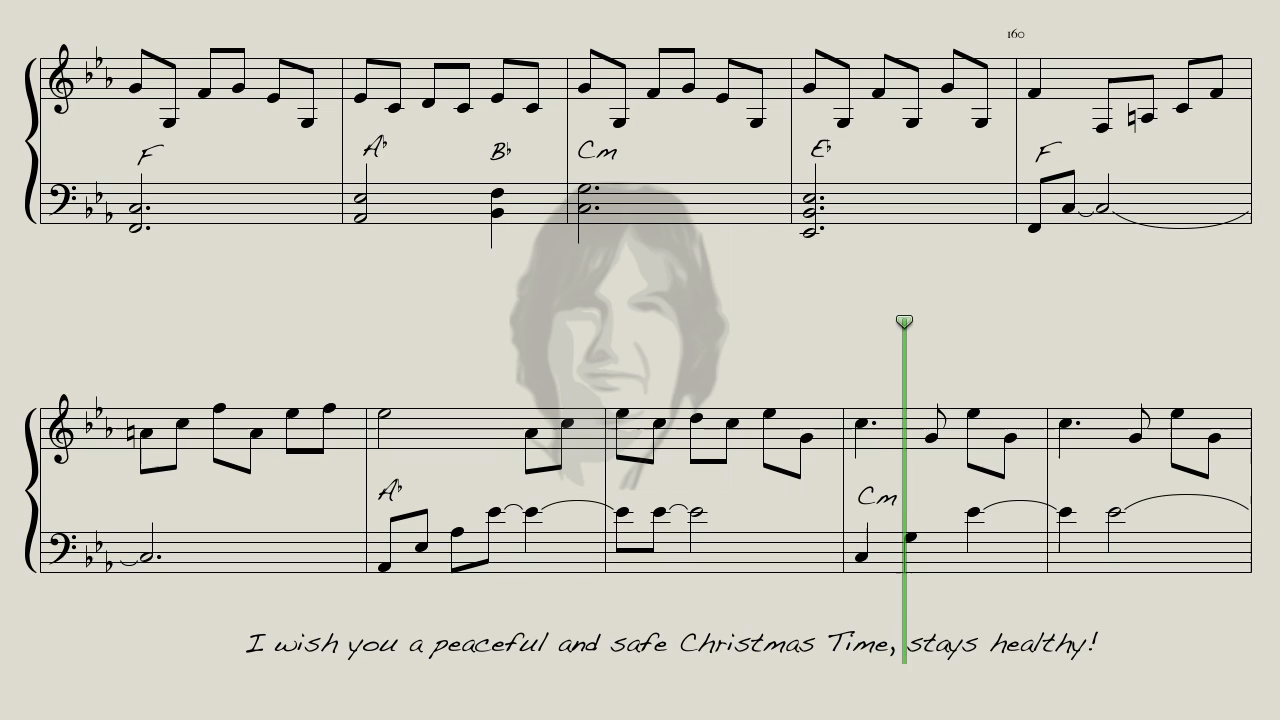 160
F A♭ B♭ Cm E♭ F
A♭ Cm
I wish you a peaceful and safe Christmas Time, stays healthy!